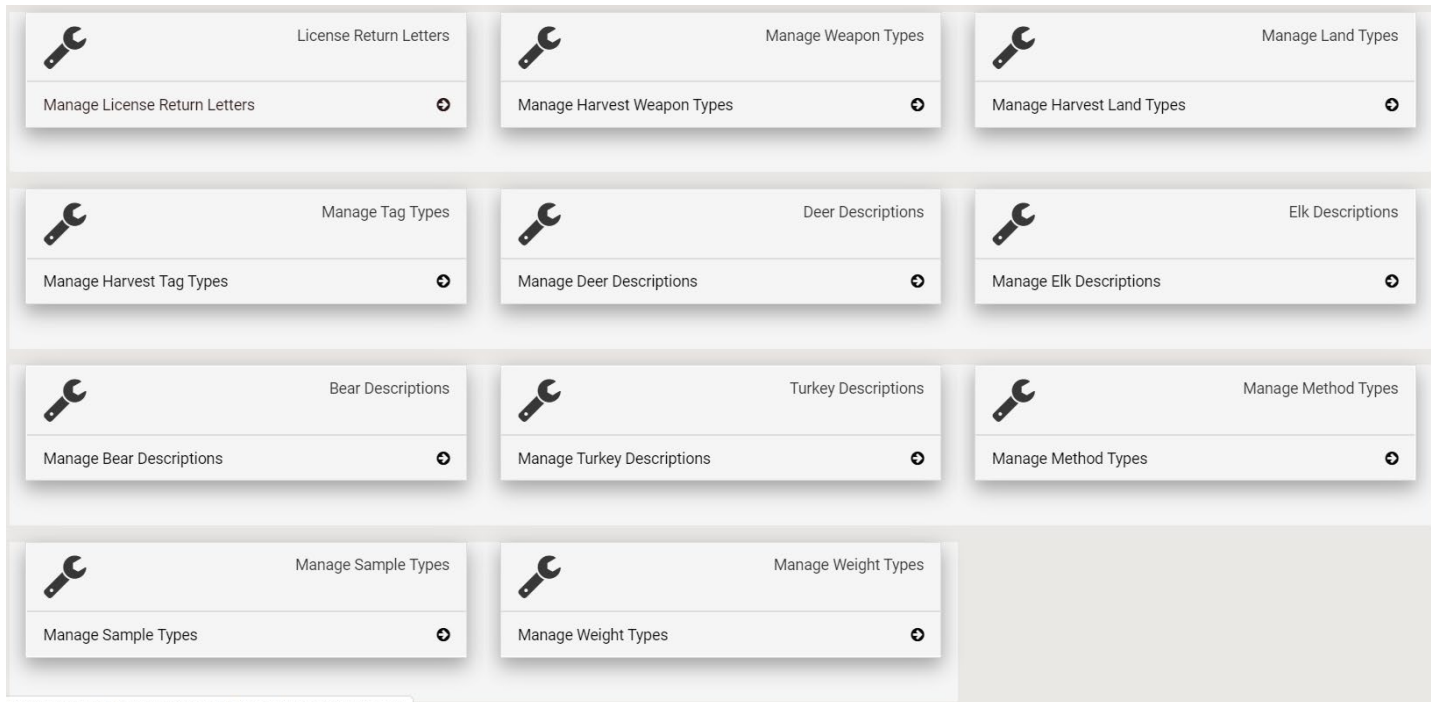 License Return Letters
Manage License Return Letters
Manage Weapon Types
Manage Harvest Weapon Types
Manage Land Types
Manage Harvest Land Types
Manage Tag Types
Manage Harvest Tag Types
Deer Descriptions
Manage Deer Descriptions
Elk Descriptions
Manage Elk Descriptions
Bear Descriptions
Manage Bear Descriptions
Turkey Descriptions
Manage Turkey Descriptions
Manage Method Types
Manage Method Types
Manage Sample Types
Manage Sample Types
Manage Weight Types
Manage Weight Types